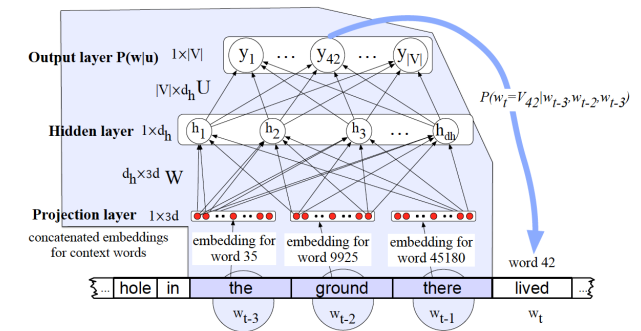 Output layer P(w|u) 1×|V| y1 ... y42 ... y|V|
|V|×dh U
P(wt=V42|wt-3,wt-2,wt-3)
Hidden layer 1×dh h1 h2 h3 ... hdh
dh×3d W
Projection layer 1×3d
concatenated embeddings
for context words
embedding for
word 35
embedding for
word 9925
embedding for
word 45180
word 42
... hole in the ground there lived ...
wt-3 wt-2 wt-1 wt